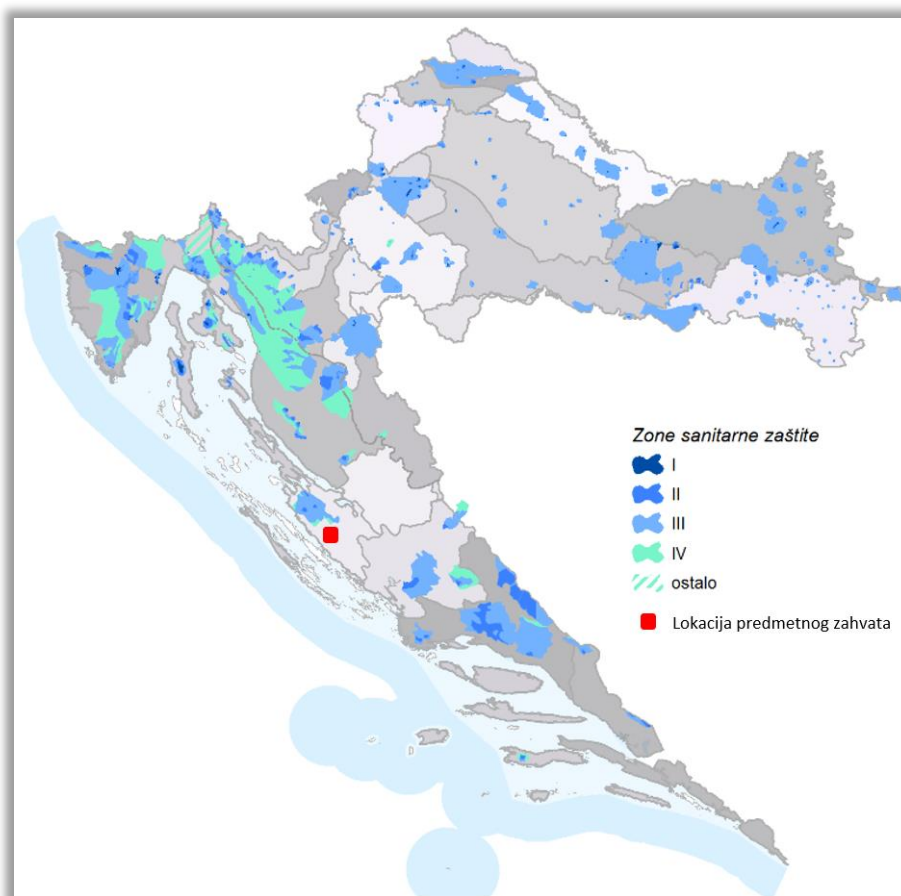 Zone sanitarne zaštite
I
II
III
IV
ostalo
Lokacija predmetnog zahvata